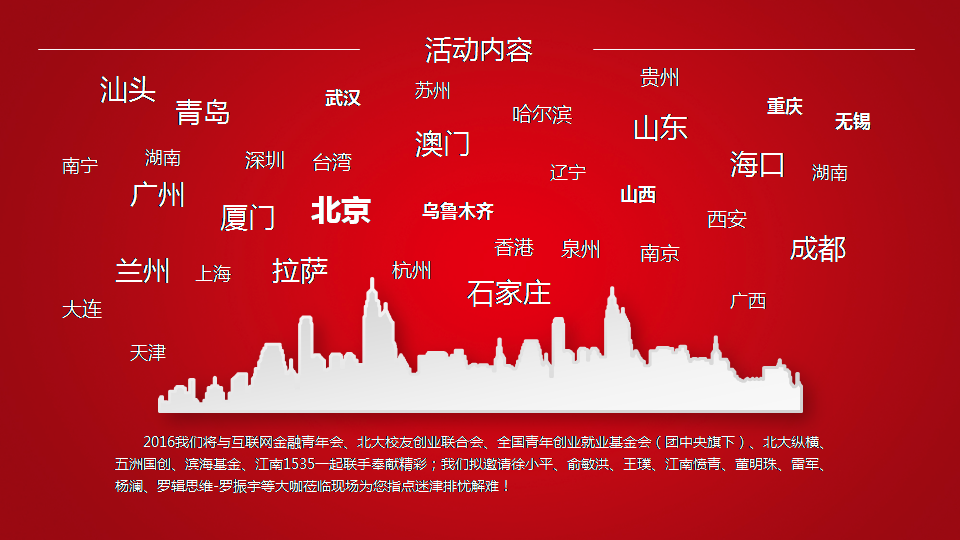 活动内容
贵州
汕头
苏州
武汉
青岛
重庆
哈尔滨
无锡
山东
澳门
湖南
深圳
台湾
南宁
海口
辽宁
湖南
广州
山西
北京
乌鲁木齐
厦门
西安
香港
泉州
南京
成都
兰州
上海
拉萨
杭州
石家庄
广西
大连
天津
2016我们将与互联网金融青年会、北大校友创业联合会、全国青年创业就业基金会（团中央旗下）、北大纵横、
五洲国创、滨海基金、江南1535一起联手奉献精彩；我们拟邀请徐小平、俞敏洪、王璞、江南愤青、董明珠、雷军、
杨澜、罗辑思维-罗振宇等大咖莅临现场为您指点迷津排忧解难！